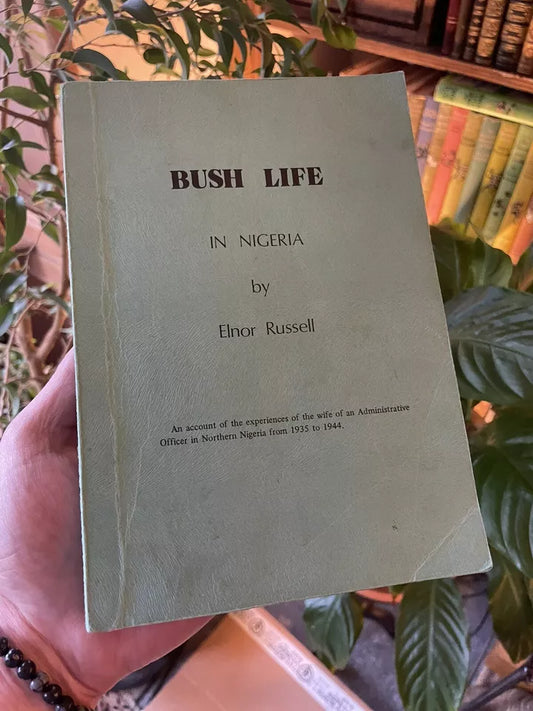 BUSH LIFE
IN NIGERIA
by
Elnor Russell
An account of the experiences of the wife of an Administrative
Officer in Northern Nigeria from 1935 to 1944.